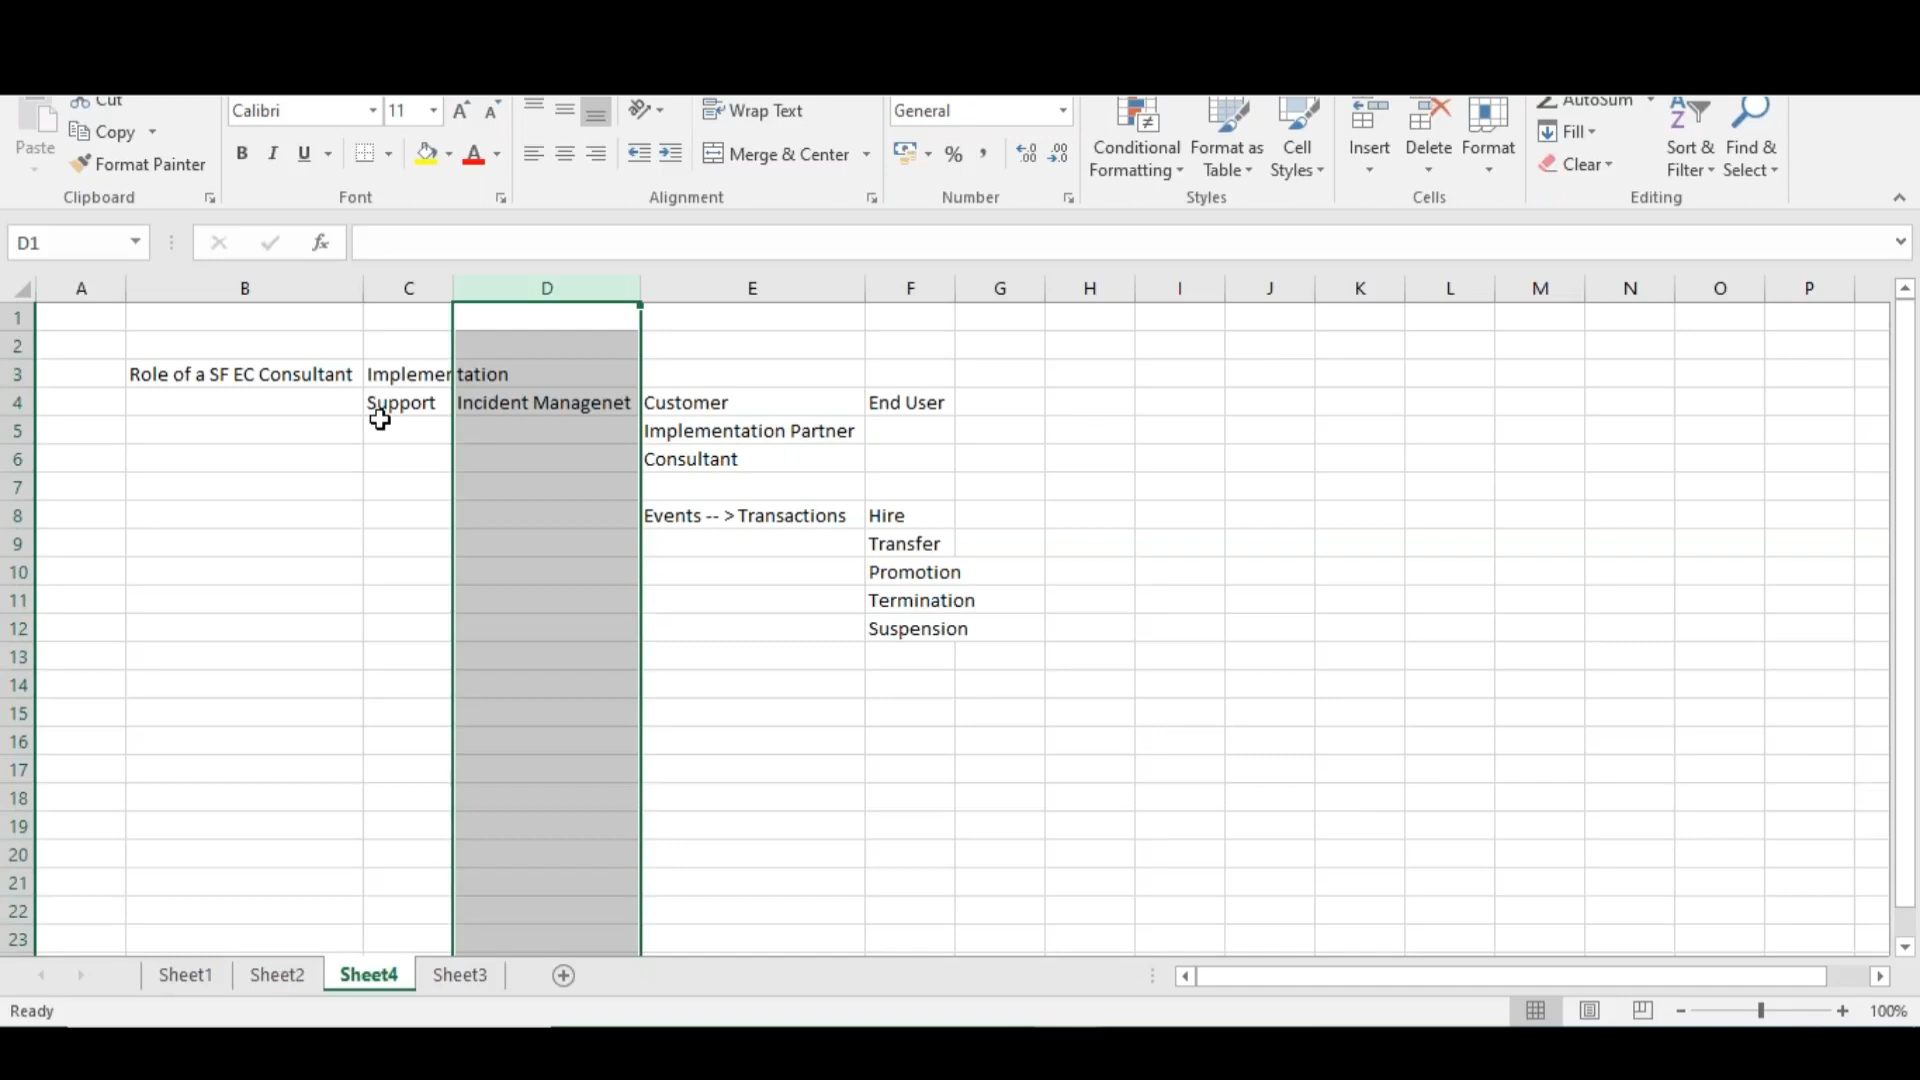 Cut
Copy
Format Painter
Paste
Clipboard
Calibri
11
B I U
Font
Wrap Text
Merge & Center
Alignment
General
%
Number
Conditional Formatting
Format as Table
Cell Styles
Styles
Insert
Delete
Format
Cells
AutoSum
Fill
Clear
Sort & Filter
Find & Select
Editing
D1
fx
A B C D E F G H I J K L M N O P
1
2
3 Role of a SF EC Consultant Implementation
4 Support Incident Managenet Customer End User
5 Implementation Partner
6 Consultant
7
8 Events -- > Transactions Hire
9 Transfer
10 Promotion
11 Termination
12 Suspension
13
14
15
16
17
18
19
20
21
22
23
Sheet1 Sheet2 Sheet4 Sheet3
Ready
100%